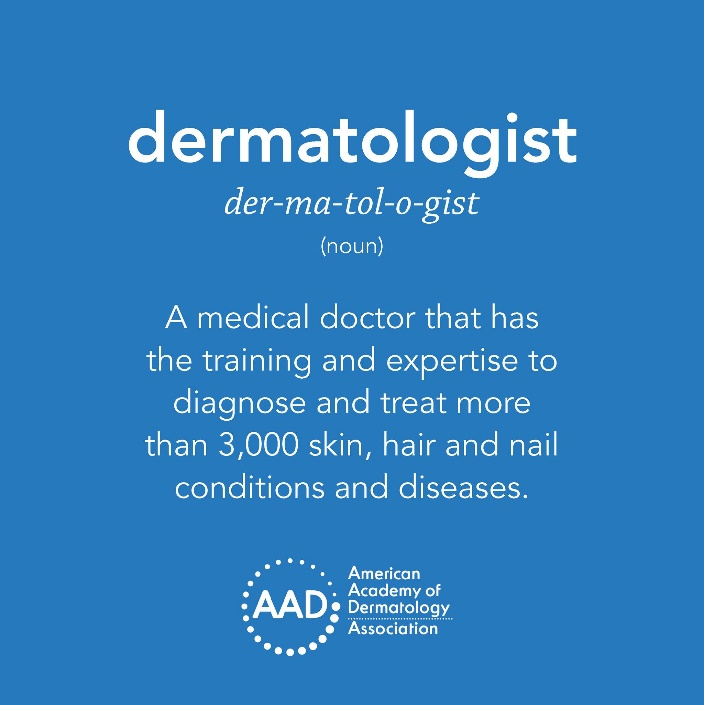 dermatologist
der-ma-tol-o-gist
(noun)
A medical doctor that has
the training and expertise to
diagnose and treat more
than 3,000 skin, hair and nail
conditions and diseases.
AAD
American
Academy of
Dermatology
Association